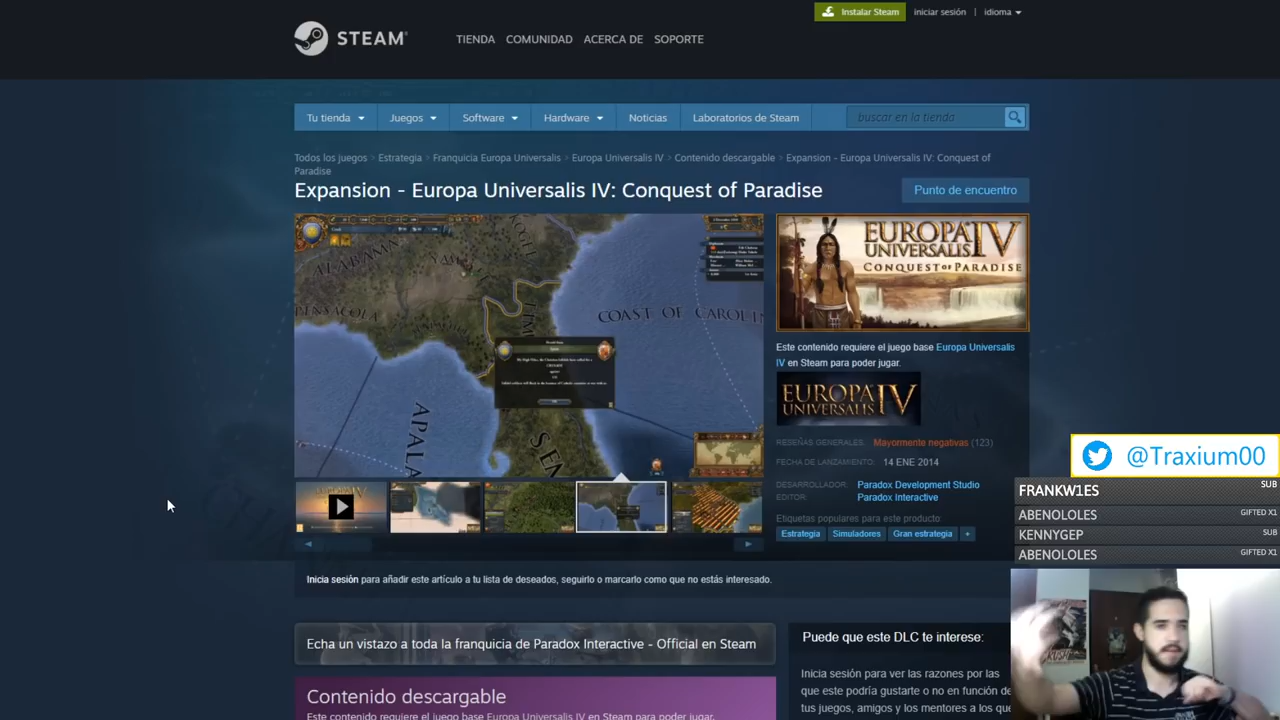 Instalar Steam iniciar sesión | idioma
STEAM
TIENDA COMUNIDAD ACERCA DE SOPORTE
Tu tienda Juegos Software Hardware Noticias Laboratorios de Steam buscar en la tienda
Todos los juegos > Estrategia > Franquicia Europa Universalis > Europa Universalis IV > Contenido descargable > Expansion - Europa Universalis IV: Conquest of
Paradise
Expansion - Europa Universalis IV: Conquest of Paradise
Punto de encuentro
ALABAMA
PENSACOLA
COAST OF CAROLIN
APALA
SEM
EUROPA
UNIVERSALIS IV
CONQUEST OF PARADISE
Este contenido requiere el juego base Europa Universalis
IV en Steam para poder jugar.
EUROPA
UNIVERSALIS IV
RESEÑAS GENERALES: Mayormente negativas (123)
FECHA DE LANZAMIENTO: 14 ENE 2014
DESARROLLADOR: Paradox Development Studio
EDITOR: Paradox Interactive
Etiquetas populares para este producto:
Estrategia Simuladores Gran estrategia +
@Traxium00
FRANKW1ES SUB
ABENOLOLES GIFTED X1
KENNYGEP SUB
ABENOLOLES GIFTED X1
Inicia sesión para añadir este artículo a tu lista de deseados, seguirlo o marcarlo como que no estás interesado.
Echa un vistazo a toda la franquicia de Paradox Interactive - Official en Steam
Puede que este DLC te interese:
Inicia sesión para ver las razones por las
que este podría gustarte o no en función de
tus juegos, amigos y los mentores a los que
Contenido descargable
Este contenido requiere el juego base Europa Universalis IV en Steam para poder jugar.